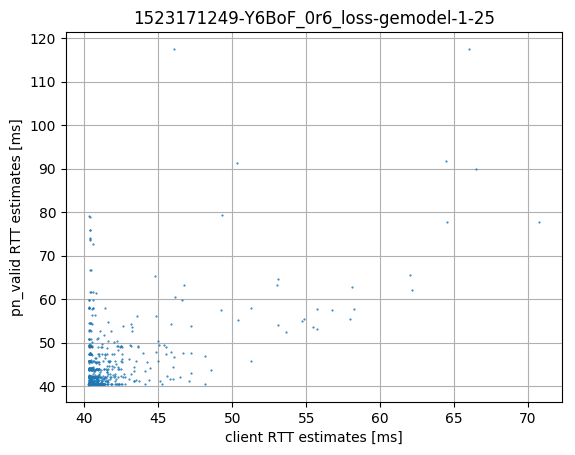 1523171249-Y6BoF_0r6_loss-gemodel-1-25
120
110
100
90
80
70
60
50
40
pn_valid RTT estimates [ms]
40 45 50 55 60 65 70
client RTT estimates [ms]